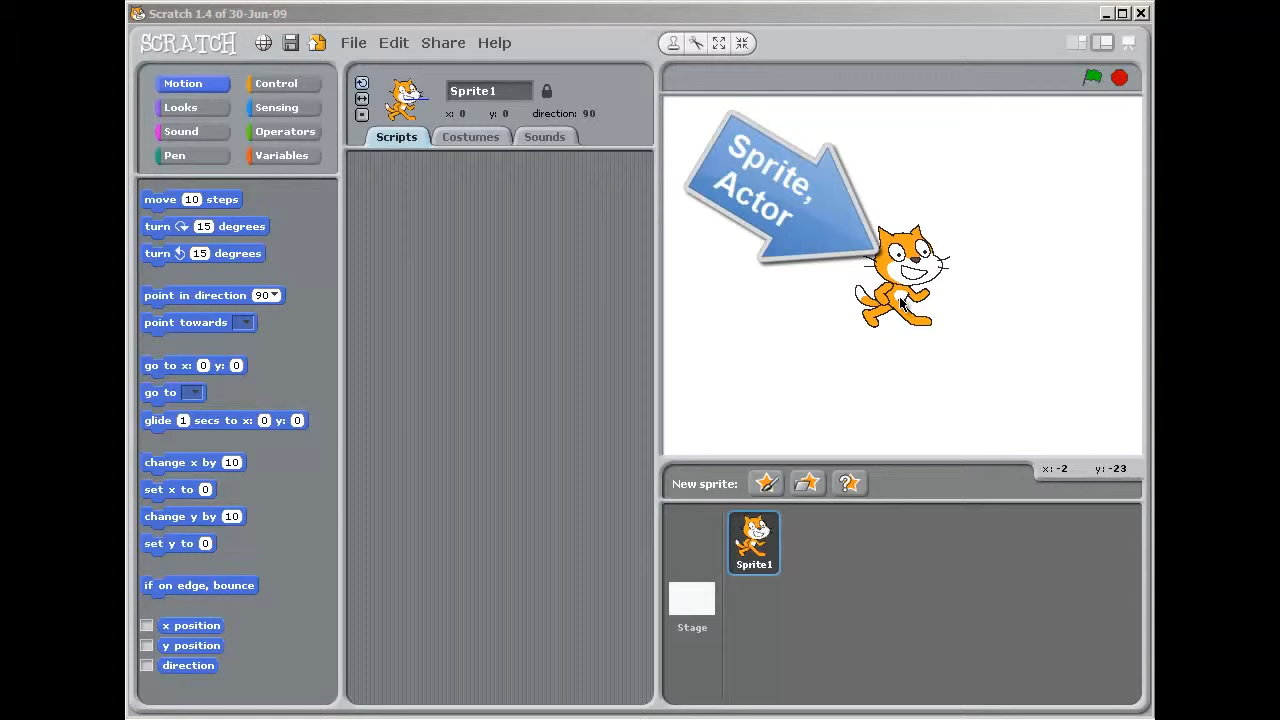 Scratch 1.4 of 30-Jun-09
SCRATCH File Edit Share Help
Motion Control
Looks Sensing
Sound Operators
Pen Variables
move 10 steps
turn 15 degrees
turn 15 degrees
point in direction 90
point towards
go to x: 0 y: 0
go to
glide 1 secs to x: 0 y: 0
change x by 10
set x to 0
change y by 10
set y to 0
if on edge, bounce
x position
y position
direction
Sprite1
x: 0 y: 0 direction: 90
Scripts Costumes Sounds
Sprite,
Actor
x: -2 y: -23
New sprite:
Sprite1
Stage